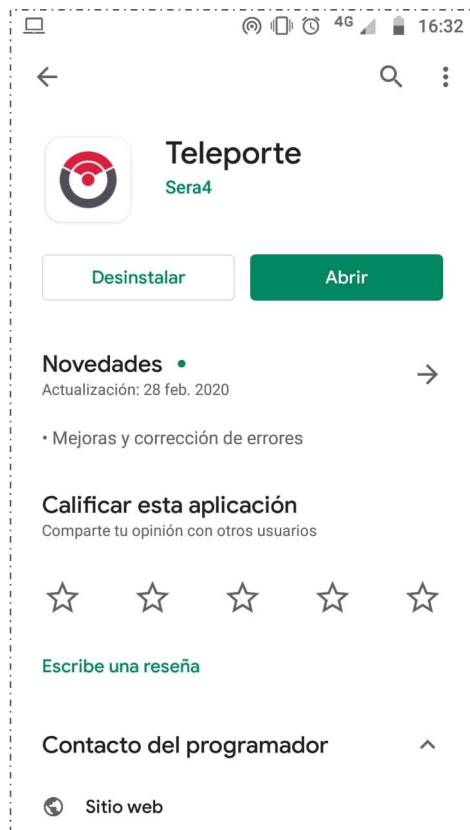 4G 16:32
Teleporte
Sera4
Desinstalar Abrir
Novedades •
Actualización: 28 feb. 2020
• Mejoras y corrección de errores
Calificar esta aplicación
Comparte tu opinión con otros usuarios
Escribe una reseña
Contacto del programador
Sitio web